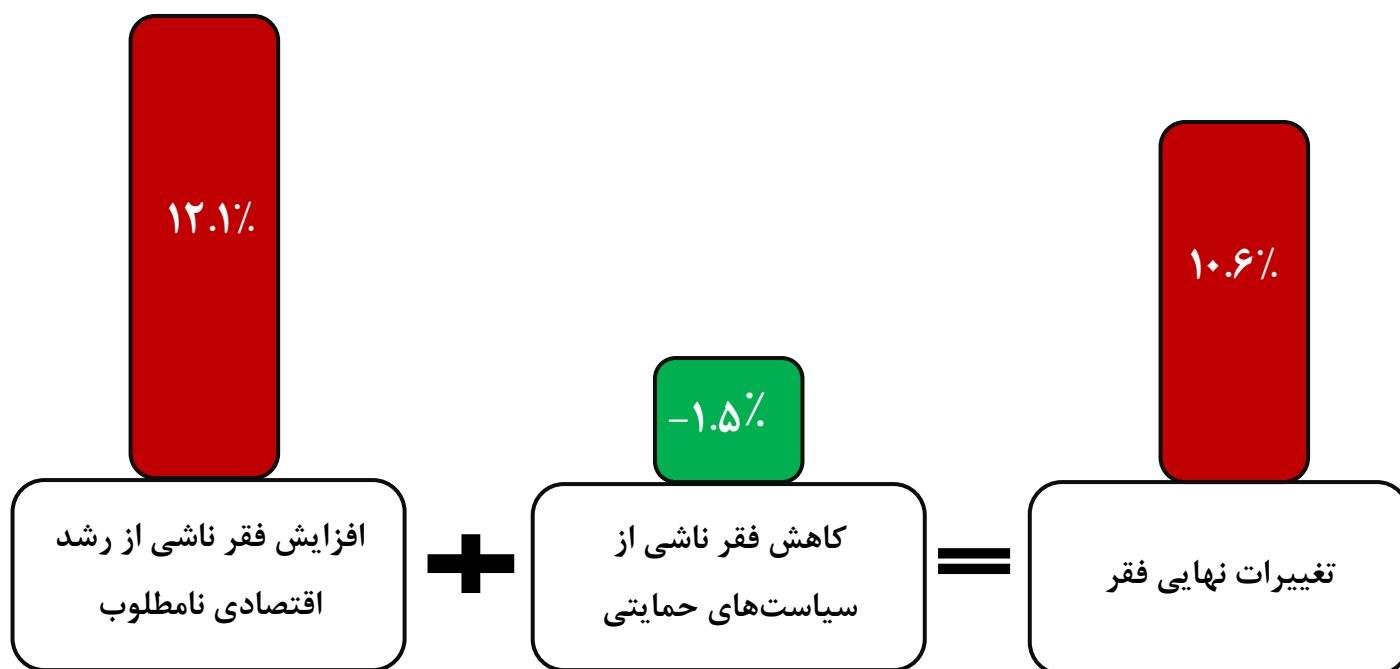 ۱۲.۱٪
-۱.۵٪
۱۰.۶٪
افزایش فقر ناشی از رشد
اقتصادی نامطلوب
+
کاهش فقر ناشی از
سیاست‌های حمایتی
=
تغییرات نهایی فقر